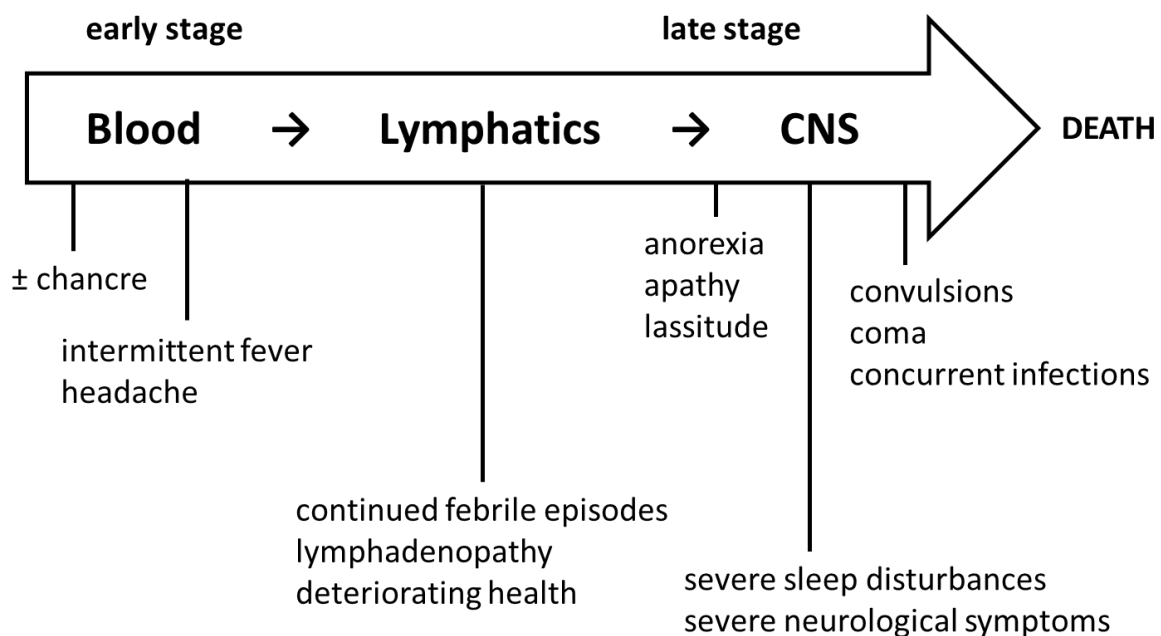 early stage
late stage
Blood → Lymphatics → CNS
DEATH
± chancre
intermittent fever
headache
continued febrile episodes
lymphadenopathy
deteriorating health
anorexia
apathy
lassitude
severe sleep disturbances
severe neurological symptoms
convulsions
coma
concurrent infections